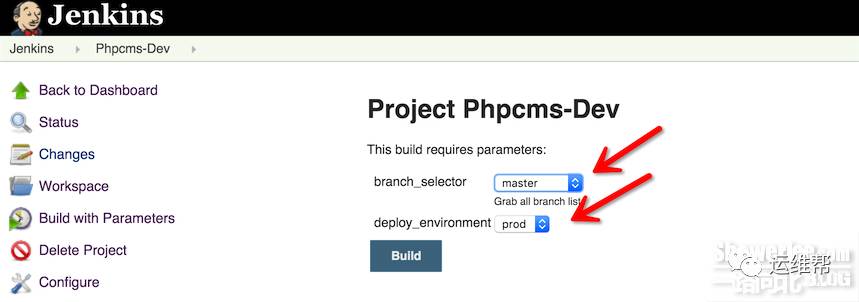 Jenkins
Jenkins Phpcms-Dev
Back to Dashboard
Status
Changes
Workspace
Build with Parameters
Delete Project
Configure
Project Phpcms-Dev
This build requires parameters:
branch_selector master
Grab all branch list
deploy_environment prod
Build
运维帮